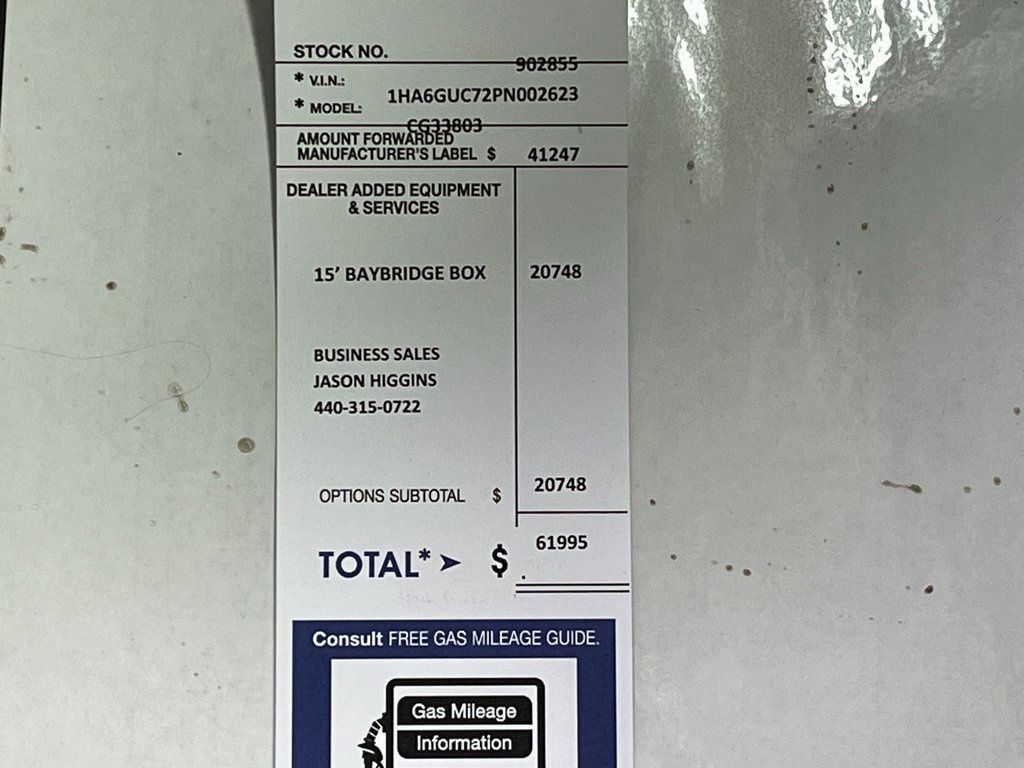 STOCK NO.
902855
* V.I.N.:
1HA6GUC72PN002623
* MODEL:
CG33803
AMOUNT FORWARDED
MANUFACTURER'S LABEL $ 41247
DEALER ADDED EQUIPMENT
& SERVICES
15' BAYBRIDGE BOX 20748
BUSINESS SALES
JASON HIGGINS
440-315-0722
OPTIONS SUBTOTAL $ 20748
TOTAL* ➤ $ 61995
Consult FREE GAS MILEAGE GUIDE.
Gas Mileage
Information